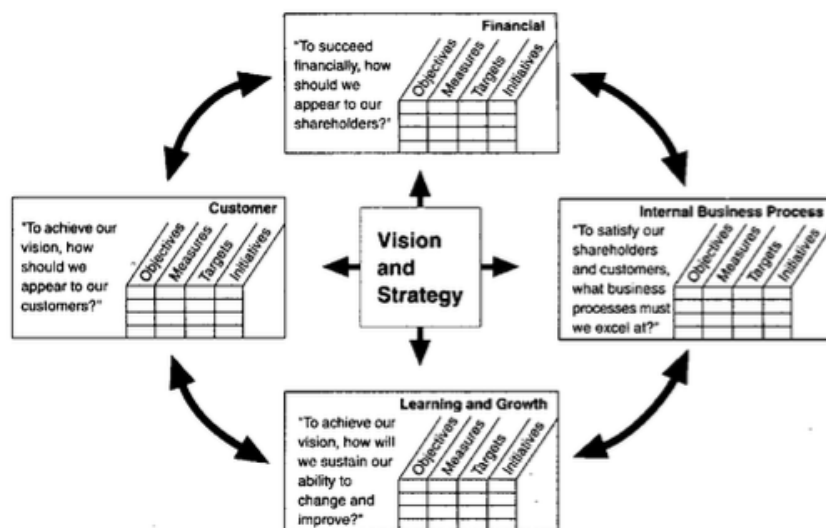 Financial
"To succeed
financially, how
should we
appear to our
shareholders?"
Objectives
Measures
Targets
Initiatives
Customer
"To achieve our
vision, how
should we
appear to our
customers?"
Objectives
Measures
Targets
Initiatives
Vision
and
Strategy
Internal Business Process
"To satisfy our
shareholders
and customers,
what business
processes must
we excel at?"
Objectives
Measures
Targets
Initiatives
Learning and Growth
"To achieve our
vision, how will
we sustain our
ability to
change and
improve?"
Objectives
Measures
Targets
Initiatives